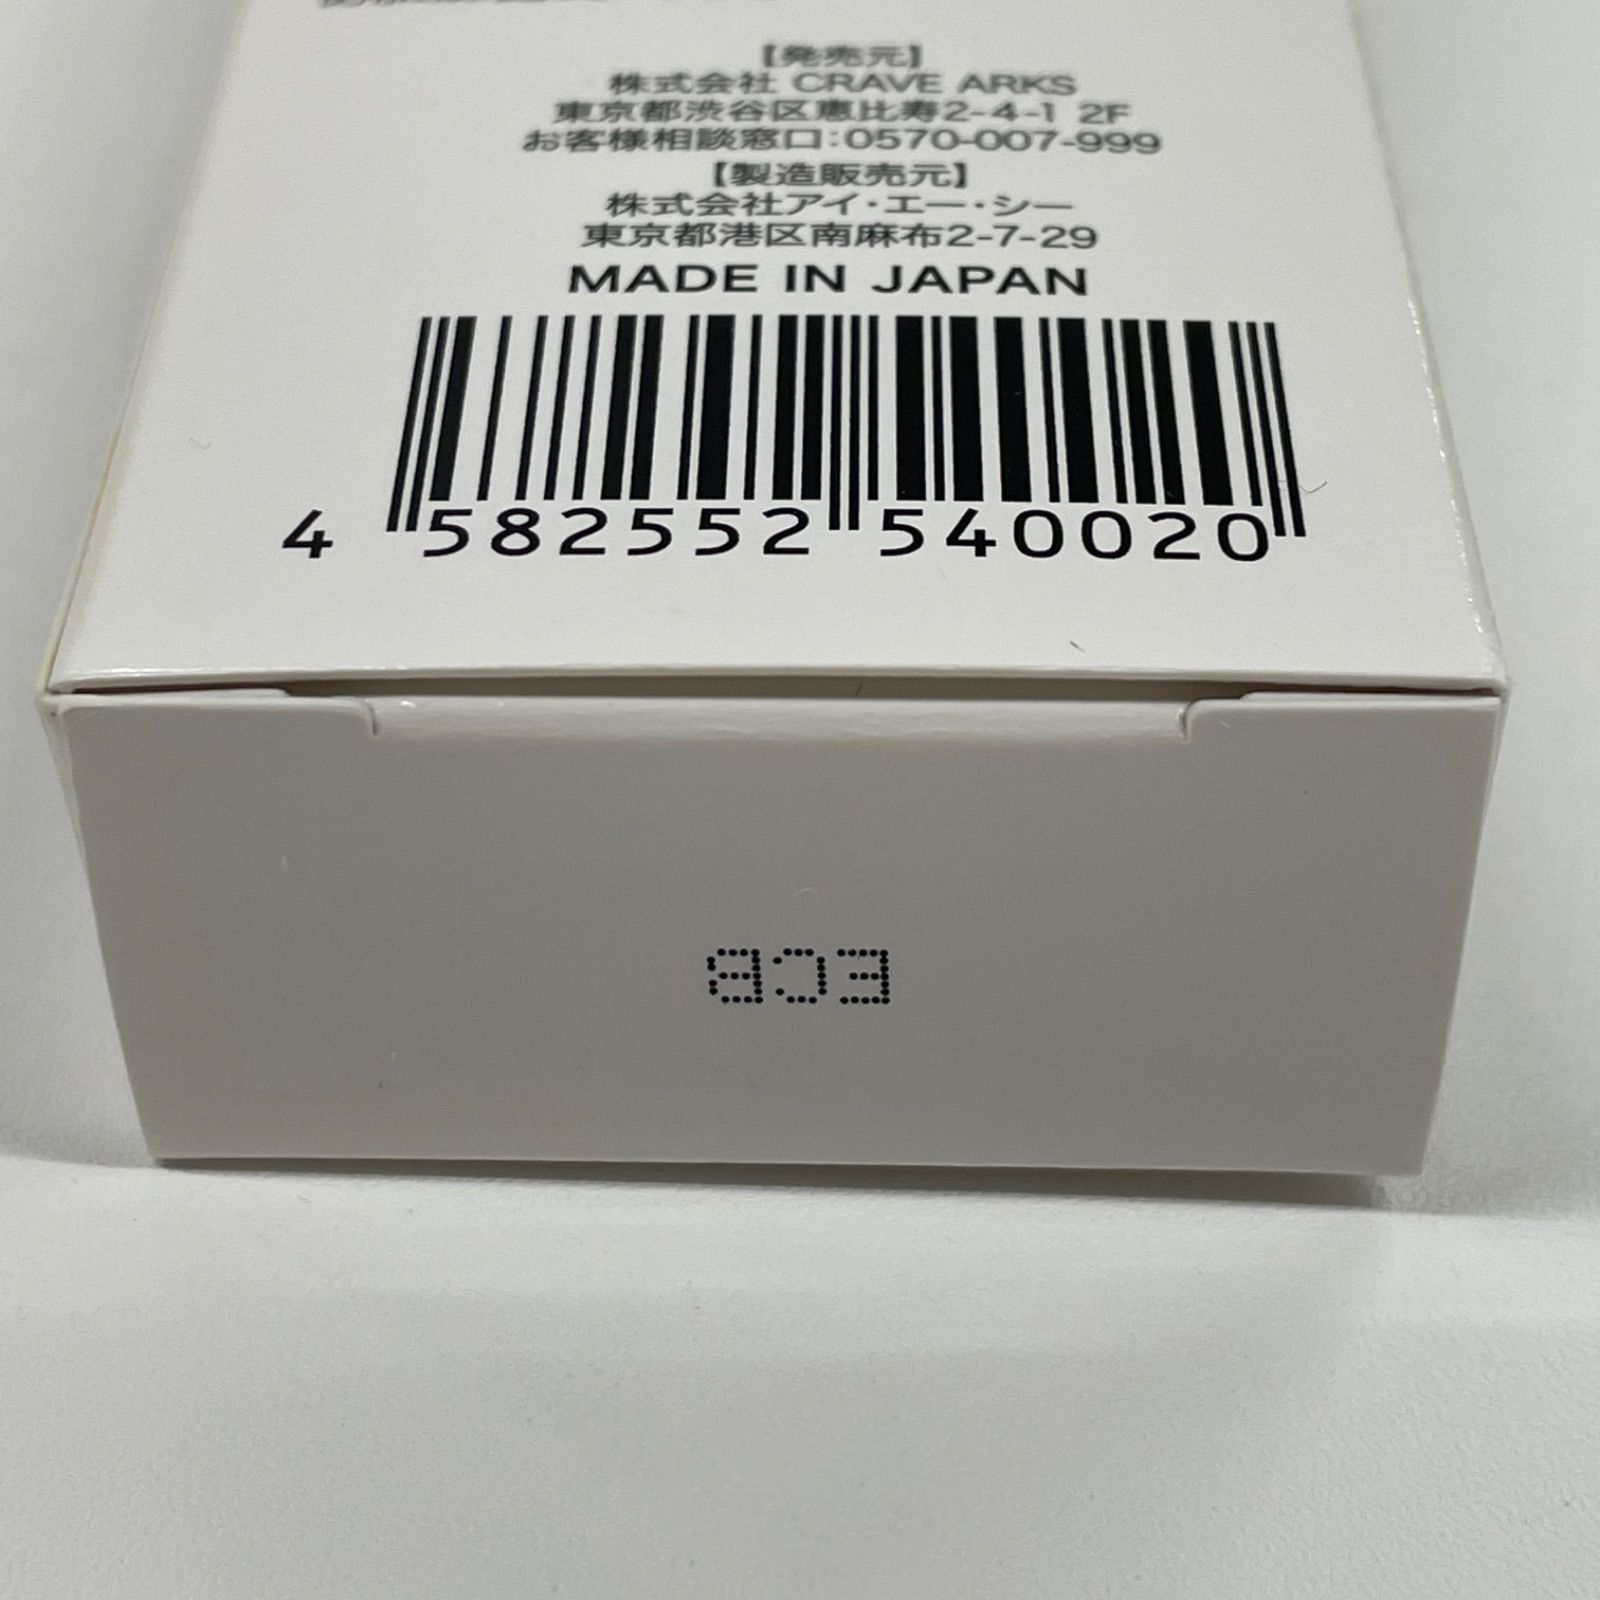 【発売元】
株式会社 CRAVE ARKS
東京都渋谷区恵比寿2-4-1 2F
お客様相談窓口:0570-007-999
【製造販売元】
株式会社アイ・エー・シー
東京都港区南麻布2-7-29
MADE IN JAPAN
4 582552 540020
ECB